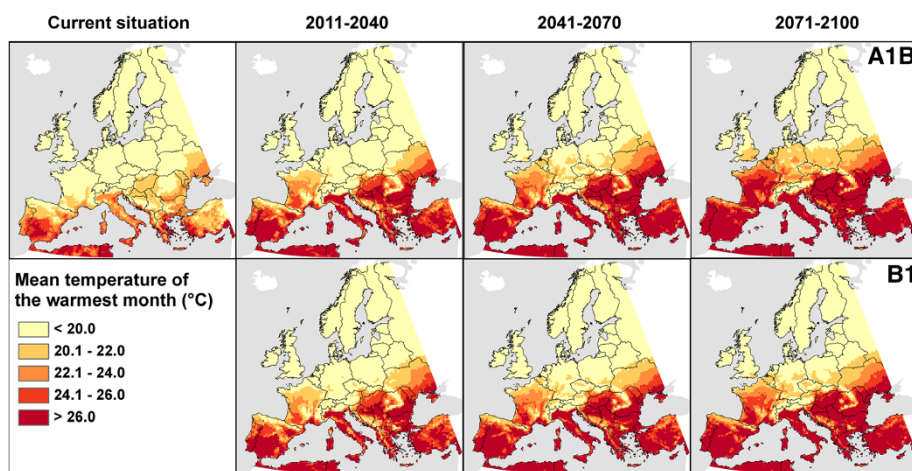 Current situation
2011-2040
2041-2070
2071-2100
A1B
B1
Mean temperature of
the warmest month (°C)
< 20.0
20.1 - 22.0
22.1 - 24.0
24.1 - 26.0
> 26.0